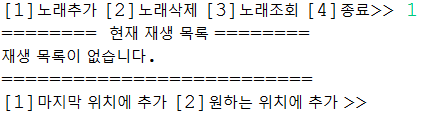 [1]노래추가 [2]노래삭제 [3]노래조회 [4]종료>> 1
======== 현재 재생 목록 ========
재생 목록이 없습니다.
==========================
[1]마지막 위치에 추가 [2]원하는 위치에 추가 >>